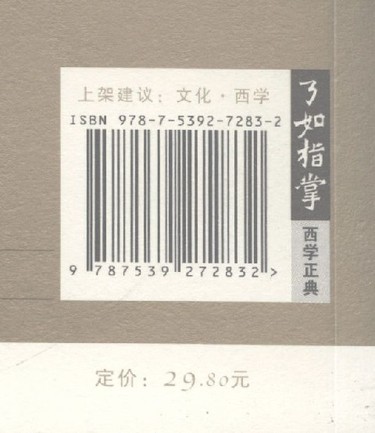 上架建议：文化·西学
ISBN 978-7-5392-7283-2
9 787539 272832 >
了如指掌
西学正典
定价：29.80元